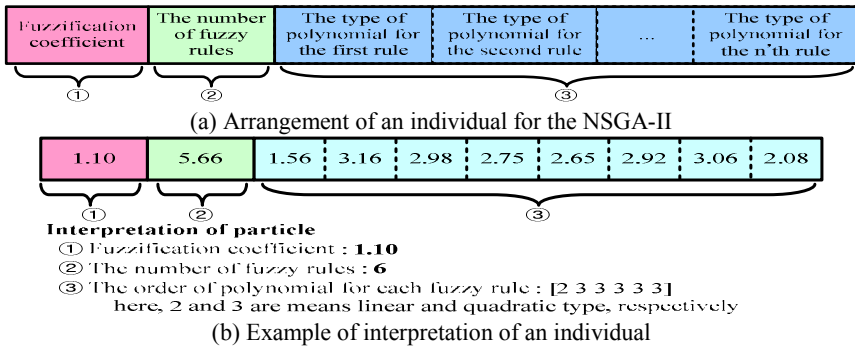 Fuzzification coefficient
The number of fuzzy rules
The type of polynomial for the first rule
The type of polynomial for the second rule
...
The type of polynomial for the n'th rule
① ② ③
(a) Arrangement of an individual for the NSGA-II
1.10 5.66 1.56 3.16 2.98 2.75 2.65 2.92 3.06 2.08
① ② ③
Interpretation of particle
① Fuzzification coefficient : 1.10
② The number of fuzzy rules : 6
③ The order of polynomial for each fuzzy rule : [2 3 3 3 3 3]
here, 2 and 3 are means linear and quadratic type, respectively
(b) Example of interpretation of an individual